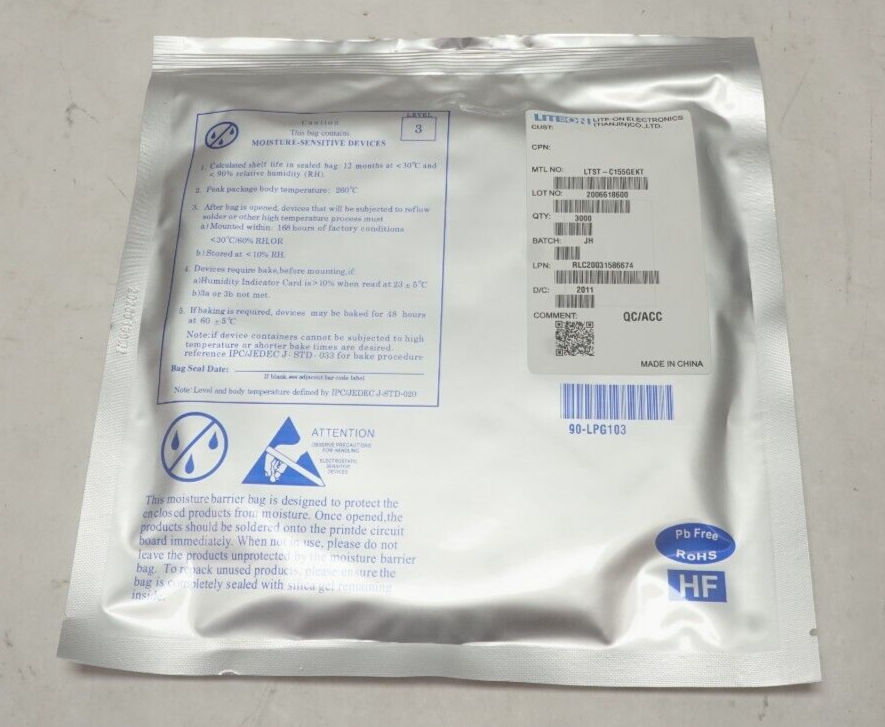 Caution
LEVEL
3
This bag contains
MOISTURE-SENSITIVE DEVICES
1. Calculated shelf life in sealed bag: 12 months at <30°C and
< 90% relative humidity (RH).
2. Peak package body temperature: 260°C
3. After bag is opened, devices that will be subjected to reflow
solder or other high temperature process must
a) Mounted within: 168 hours of factory conditions
<30°C/60% RH,OR
b) Stored at <10% RH.
4. Devices require bake,before mounting,if:
a)Humidity Indicator Card is > 10% when read at 23 ± 5°C
b)3a or 3b not met.
5. If baking is required, devices may be baked for 48 hours
at 60 ± 5°C
Note:if device containers cannot be subjected to high
temperature or shorter bake times are desired.
reference IPC/JEDEC J- STD - 033 for bake procedure
Bag Seal Date:
If blank, see adjacent bar code label
Note:Level and body temperature defined by IPC/JEDEC J-STD-020
ATTENTION
OBSERVE PRECAUTIONS
FOR HANDLING
ELECTROSTATIC
SENSITIVE
DEVICES
This moisture barrier bag is designed to protect the
enclosed products from moisture. Once opened,the
products should be soldered onto the printde circuit
board immediately. When not in use, please do not
leave the products unprotected by the moisture barrier
bag. To repack unused products, please ensure the
bag is completely sealed with silica gel remaining
inside.
LITEON LITE-ON ELECTRONICS
(TIANJIN)CO.,LTD.
CUST:
CPN:
MTL NO: LTST-C155GEKT
LOT NO: 2006518600
QTY: 3000
BATCH: JH
LPN: RLC20031586674
D/C: 2011
COMMENT: QC/ACC
MADE IN CHINA
90-LPG103
Pb Free
RoHS
HF